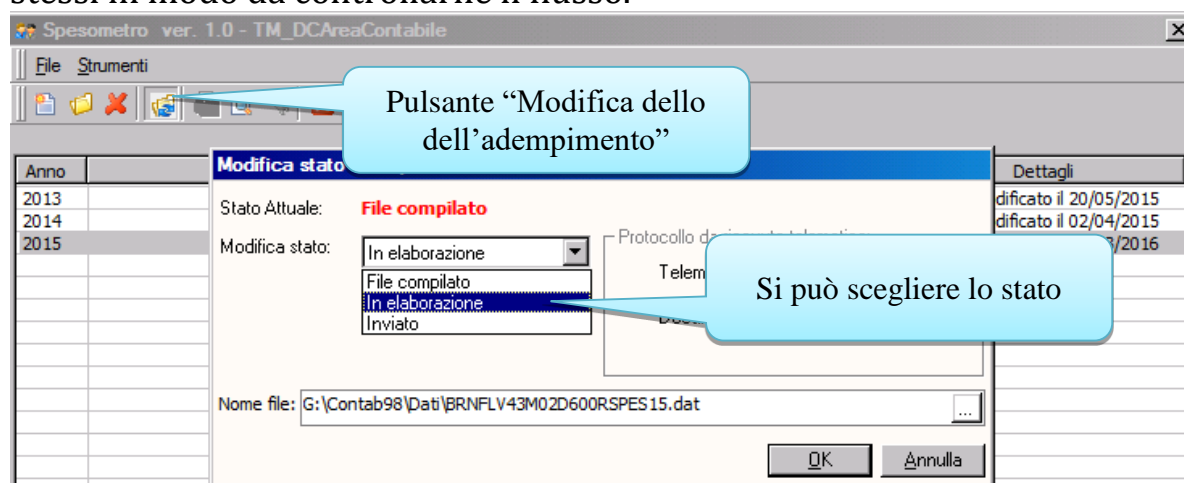 stessi in modo da controllarne il flusso.
Spesometro ver. 1.0 - TM_DCAreaContabile
File Strumenti
Pulsante “Modifica dello
dell’adempimento”
Modifica stato
Anno
Dettagli
2013
dificato il 20/05/2015
2014
dificato il 02/04/2015
2015
/2016
Stato Attuale: File compilato
Modifica stato: In elaborazione
File compilato
In elaborazione
Inviato
Protocollo
Telem
Si può scegliere lo stato
Nome file: G:\Contab98\Dati\BRNFLV43M02D600RSPES15.dat
...
OK Annulla